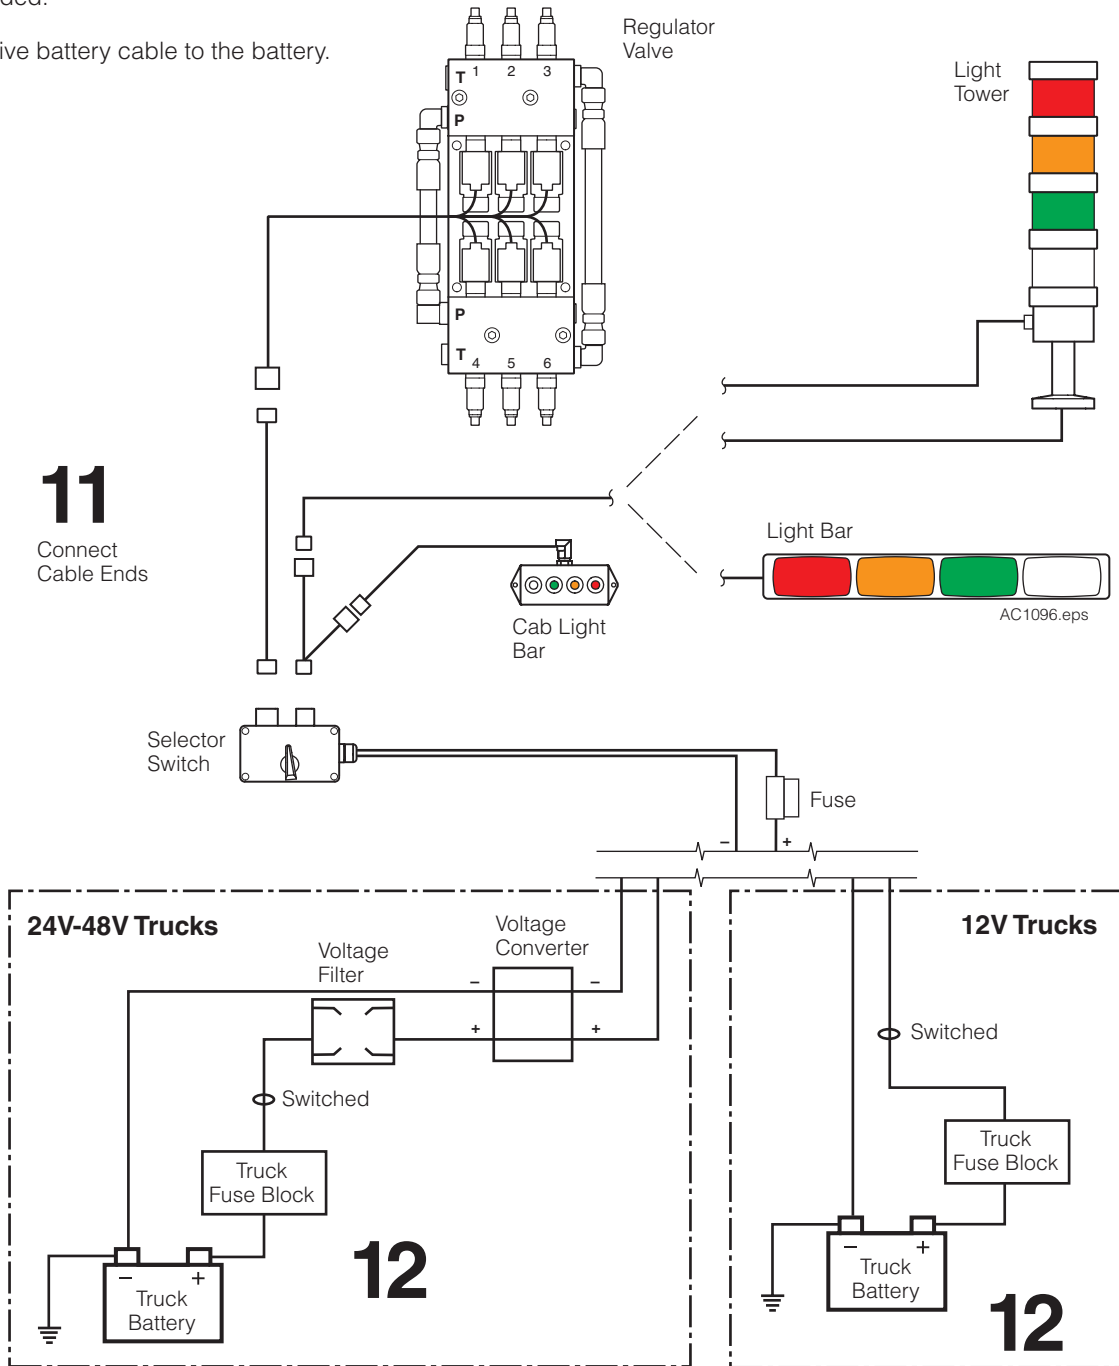 ive battery cable to the battery.
Regulator
Valve
T 1 2 3
P
P
T 4 5 6
Light
Tower
11
Connect
Cable Ends
Light Bar
AC1096.eps
Cab Light
Bar
Selector
Switch
Fuse
– +
24V-48V Trucks
Voltage
Filter
Voltage
Converter
– –
+ +
Switched
Truck
Fuse Block
– +
Truck
Battery
12
12V Trucks
Switched
Truck
Fuse Block
– +
Truck
Battery
12